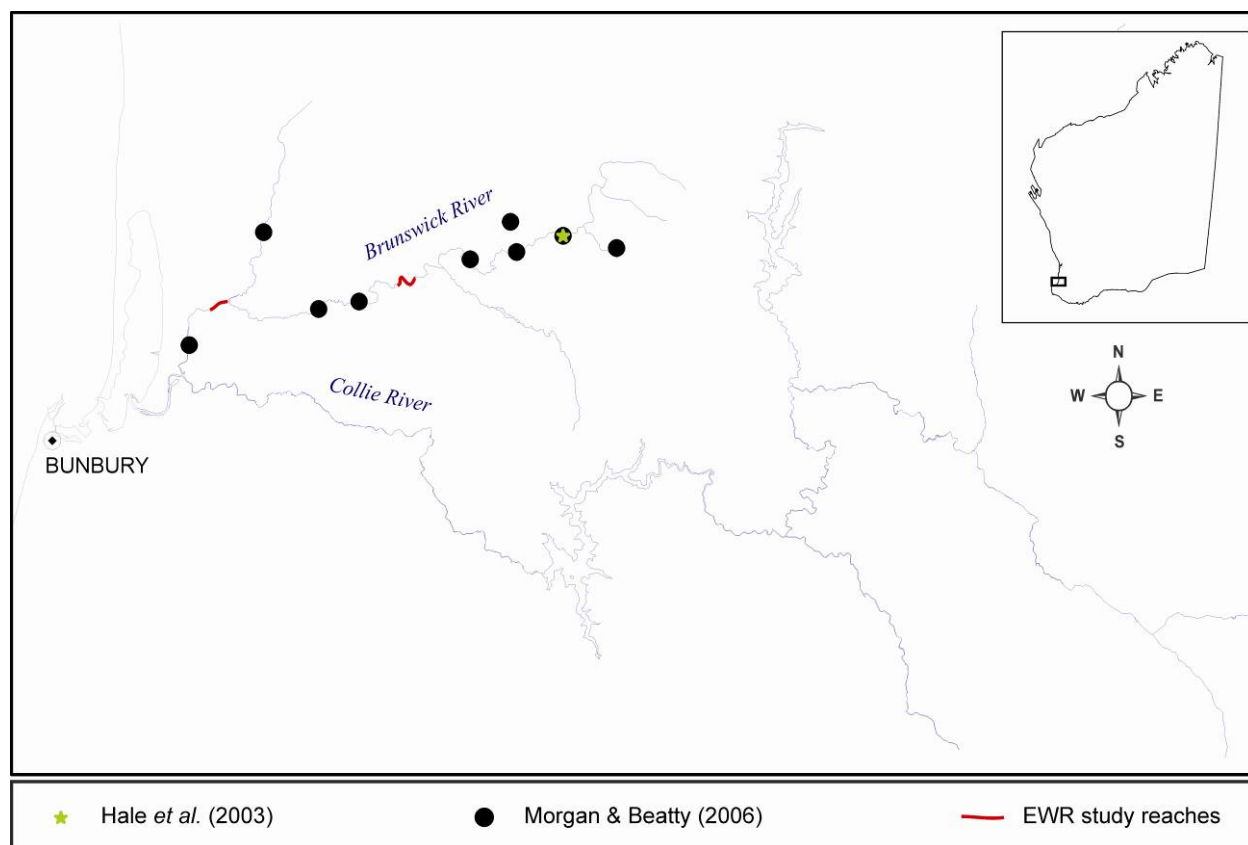 Brunswick River
Collie River
BUNBURY
N
W E
S
Hale et al. (2003)
Morgan & Beatty (2006)
EWR study reaches